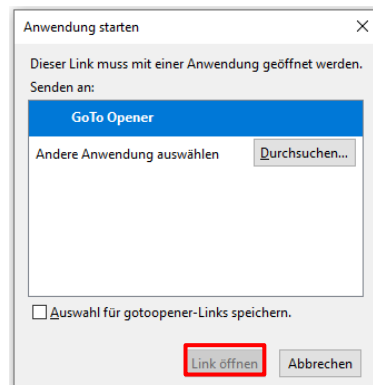 Anwendung starten
Dieser Link muss mit einer Anwendung geöffnet werden.
Senden an:
GoTo Opener
Andere Anwendung auswählen Durchsuchen...
Auswahl für gotoopener-Links speichern.
Link öffnen Abbrechen